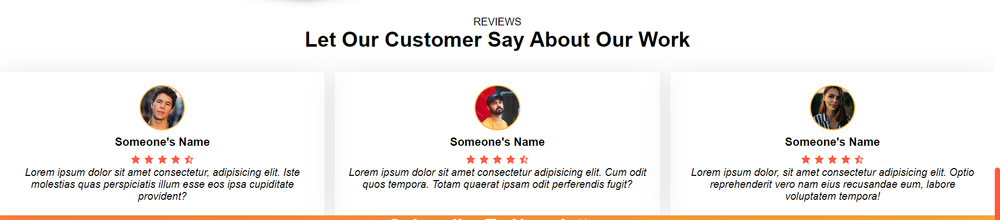 REVIEWS
Let Our Customer Say About Our Work
Someone's Name
Lorem ipsum dolor sit amet consectetur, adipisicing elit. Iste
molestias quas perspiciatis illum esse eos ipsa cupiditate
provident?
Someone's Name
Lorem ipsum dolor sit amet consectetur adipisicing elit. Cum odit
quos tempora. Totam quaerat ipsam odit perferendis fugit?
Someone's Name
Lorem ipsum dolor, sit amet consectetur adipisicing elit. Optio
reprehenderit vero nam eius recusandae eum, labore
voluptatem tempora!